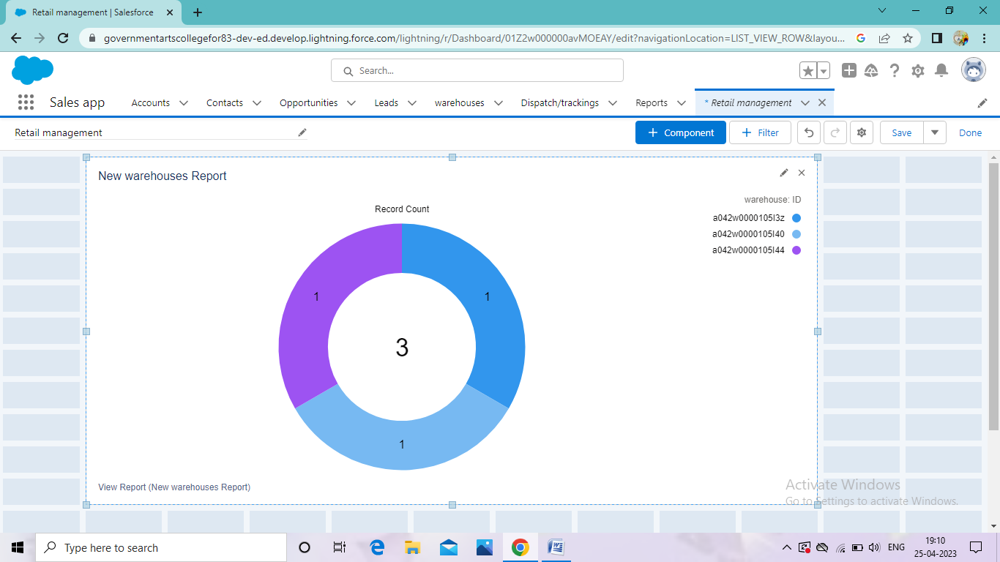 Retail management | Salesforce
governmentartscollegefor83-dev-ed.develop.lightning.force.com/lightning/r/Dashboard/01Z2w000000avMOEAY/edit?navigationLocation=LIST_VIEW_ROW&layou...
Search...
Sales app Accounts Contacts Opportunities Leads warehouses Dispatch/trackings Reports * Retail management
Retail management + Component + Filter Save Done
New warehouses Report
warehouse: ID
Record Count
a042w0000105I3z
a042w0000105I40
a042w0000105I44
1 1
3
1
View Report (New warehouses Report)
Activate Windows
Go to Settings to activate Windows.
Type here to search
ENG
19:10
25-04-2023